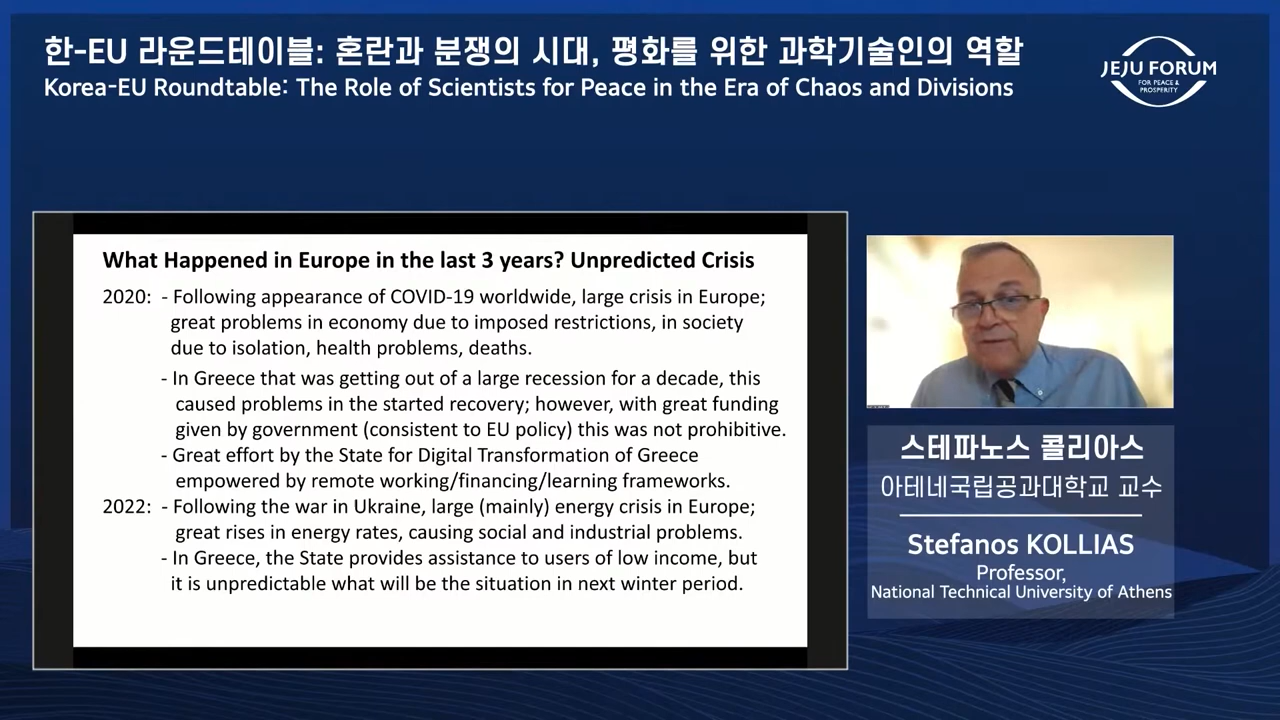 한-EU 라운드테이블: 혼란과 분쟁의 시대, 평화를 위한 과학기술인의 역할
Korea-EU Roundtable: The Role of Scientists for Peace in the Era of Chaos and Divisions
JEJU FORUM
FOR PEACE &
PROSPERITY
What Happened in Europe in the last 3 years? Unpredicted Crisis
2020: - Following appearance of COVID-19 worldwide, large crisis in Europe;
great problems in economy due to imposed restrictions, in society
due to isolation, health problems, deaths.
- In Greece that was getting out of a large recession for a decade, this
caused problems in the started recovery; however, with great funding
given by government (consistent to EU policy) this was not prohibitive.
- Great effort by the State for Digital Transformation of Greece
empowered by remote working/financing/learning frameworks.
2022: - Following the war in Ukraine, large (mainly) energy crisis in Europe;
great rises in energy rates, causing social and industrial problems.
- In Greece, the State provides assistance to users of low income, but
it is unpredictable what will be the situation in next winter period.
스테파노스 콜리아스
아테네국립공과대학교 교수
Stefanos KOLLIAS
Professor,
National Technical University of Athens